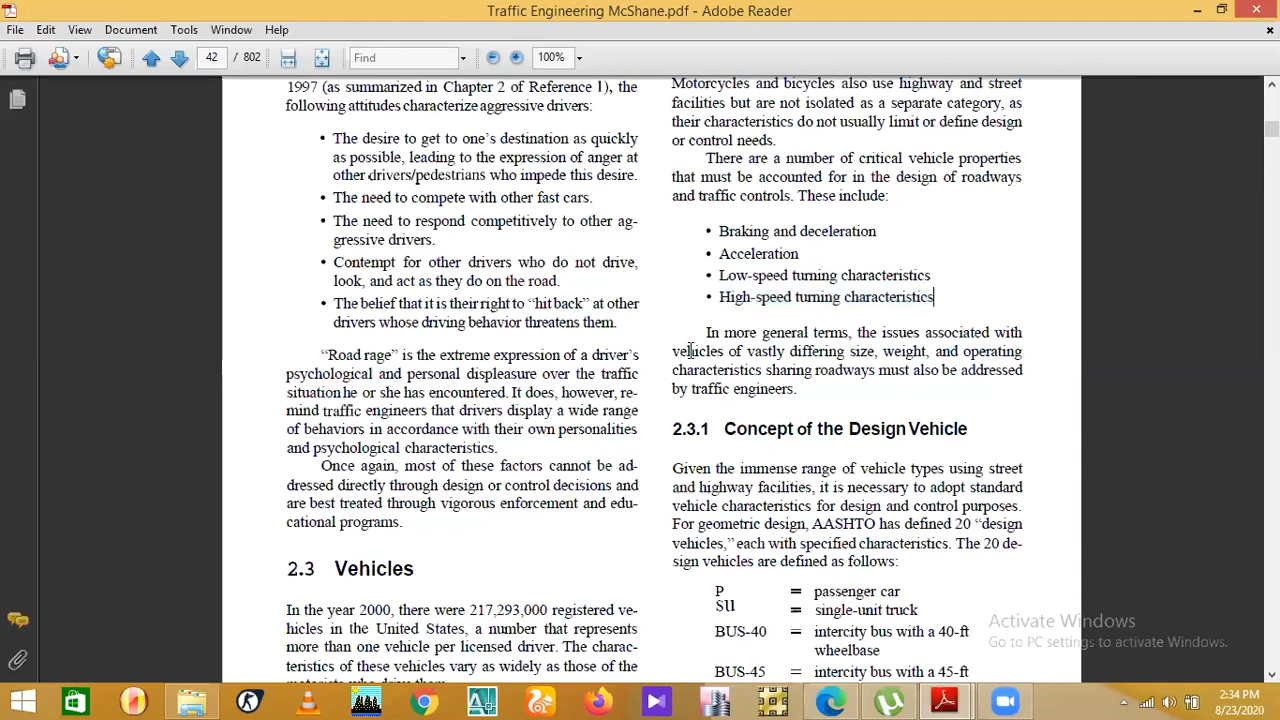 Traffic Engineering McShane.pdf - Adobe Reader
File Edit View Document Tools Window Help
42 / 802 Find 100%
1997 (as summarized in Chapter 2 of Reference 1), the
following attitudes characterize aggressive drivers:
• The desire to get to one's destination as quickly
as possible, leading to the expression of anger at
other drivers/pedestrians who impede this desire.
• The need to compete with other fast cars.
• The need to respond competitively to other ag-
gressive drivers.
• Contempt for other drivers who do not drive,
look, and act as they do on the road.
• The belief that it is their right to “hit back” at other
drivers whose driving behavior threatens them.
“Road rage” is the extreme expression of a driver's
psychological and personal displeasure over the traffic
situation he or she has encountered. It does, however, re-
mind traffic engineers that drivers display a wide range
of behaviors in accordance with their own personalities
and psychological characteristics.
Once again, most of these factors cannot be ad-
dressed directly through design or control decisions and
are best treated through vigorous enforcement and edu-
cational programs.
2.3 Vehicles
In the year 2000, there were 217,293,000 registered ve-
hicles in the United States, a number that represents
more than one vehicle per licensed driver. The charac-
teristics of these vehicles vary as widely as those of the
Motorcycles and bicycles also use highway and street
facilities but are not isolated as a separate category, as
their characteristics do not usually limit or define design
or control needs.
There are a number of critical vehicle properties
that must be accounted for in the design of roadways
and traffic controls. These include:
• Braking and deceleration
• Acceleration
• Low-speed turning characteristics
• High-speed turning characteristics
In more general terms, the issues associated with
vehicles of vastly differing size, weight, and operating
characteristics sharing roadways must also be addressed
by traffic engineers.
2.3.1 Concept of the Design Vehicle
Given the immense range of vehicle types using street
and highway facilities, it is necessary to adopt standard
vehicle characteristics for design and control purposes.
For geometric design, AASHTO has defined 20 “design
vehicles,” each with specified characteristics. The 20 de-
sign vehicles are defined as follows:
P = passenger car
SU = single-unit truck
BUS-40 = intercity bus with a 40-ft
wheelbase
BUS-45 = intercity bus with a 45-ft
Activate Windows
Go to PC settings to activate Windows.
2:34 PM
8/23/2020